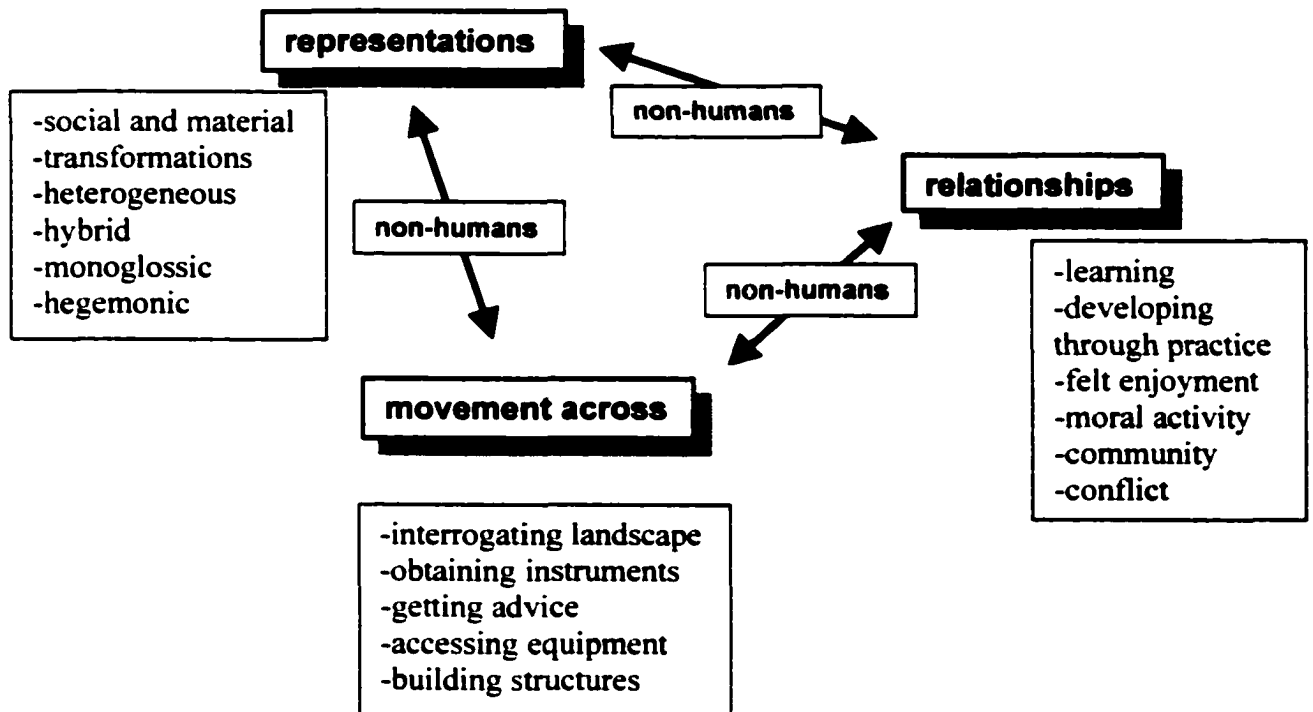 representations
non-humans
-social and material
-transformations
-heterogeneous
-hybrid
-monoglossic
-hegemonic
non-humans
relationships
non-humans
-learning
-developing
through practice
-felt enjoyment
-moral activity
-community
-conflict
movement across
-interrogating landscape
-obtaining instruments
-getting advice
-accessing equipment
-building structures